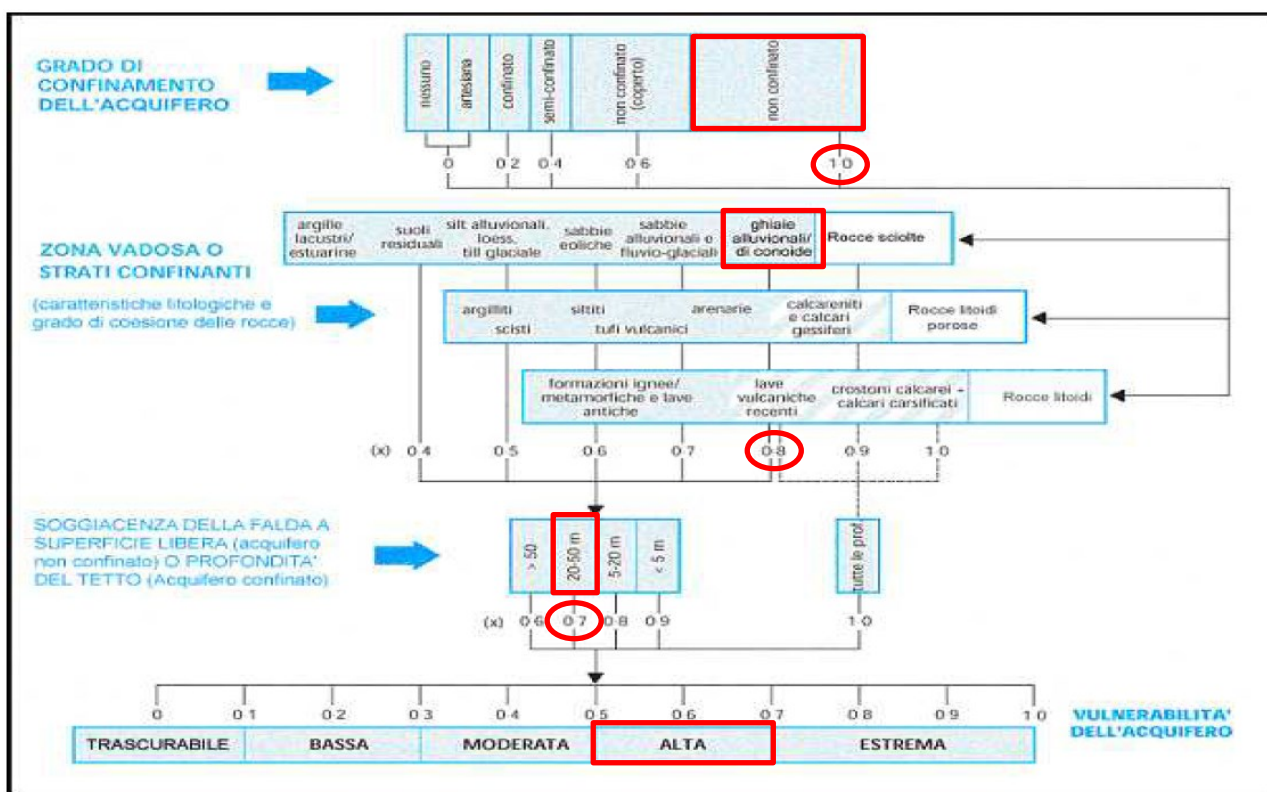 GRADO DI
CONFINAMENTO
DELL'ACQUIFERO
nessuno
artesiana
confinato
semi-confinato
non confinato
(coperto)
non confinato
0
0·2
0·4
0·6
1·0
ZONA VADOSA O
STRATI CONFINANTI
(caratteristiche litologiche e
grado di coesione delle rocce)
argille
lacustri/
estuarine
suoli
residuali
silt alluvionali,
loess,
till glaciale
sabbie
eoliche
sabbie
alluvionali e
fluvio-glaciali
ghiaie
alluvionali/
di conoide
Rocce sciolte
argilliti
scisti
siltiti
tufi vulcanici
arenarie
calcareniti
e calcari
gessiferi
Rocce litoidi
porose
formazioni ignee/
metamorfiche e lave
antiche
lave
vulcaniche
recenti
crostoni calcarei -
calcari carsificati
Rocce litoidi
(x) 0·4 0·5 0·6 0·7 0·8 0·9 1·0
SOGGIACENZA DELLA FALDA A
SUPERFICIE LIBERA (acquifero
non confinato) O PROFONDITA'
DEL TETTO (Acquifero confinato)
> 50
20-50 m
5-20 m
< 5 m
tutte le prof.
(x) 0·6 0·7 0·8 0·9 1·0
0 0·1 0·2 0·3 0·4 0·5 0·6 0·7 0·8 0·9 1·0
TRASCURABILE BASSA MODERATA ALTA ESTREMA
VULNERABILITA'
DELL'ACQUIFERO